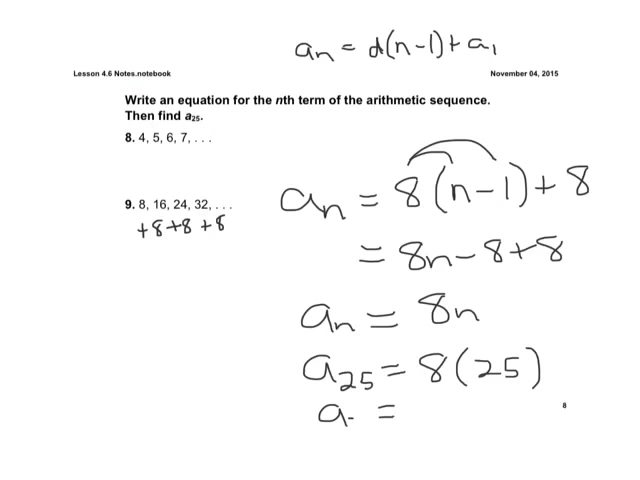 an = d(n-1)+a1
Lesson 4.6 Notes.notebook
November 04, 2015
Write an equation for the nth term of the arithmetic sequence.
Then find a25.
8. 4, 5, 6, 7, . . .
9. 8, 16, 24, 32, . . .
+8 +8 +8
an = 8(n-1)+8
= 8n-8+8
an = 8n
a25 = 8(25)
a =
8